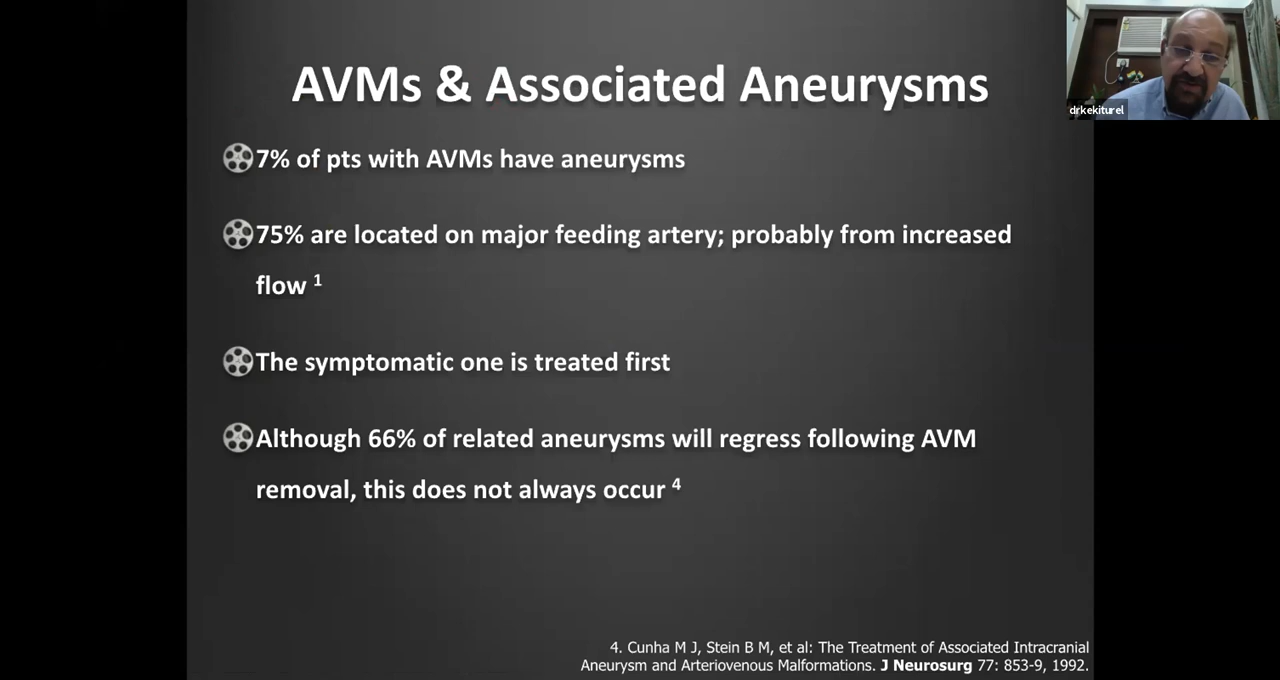 AVMs & Associated Aneurysms
drkekiturel
7% of pts with AVMs have aneurysms
75% are located on major feeding artery; probably from increased
flow 1
The symptomatic one is treated first
Although 66% of related aneurysms will regress following AVM
removal, this does not always occur 4
4. Cunha M J, Stein B M, et al: The Treatment of Associated Intracranial
Aneurysm and Arteriovenous Malformations. J Neurosurg 77: 853-9, 1992.